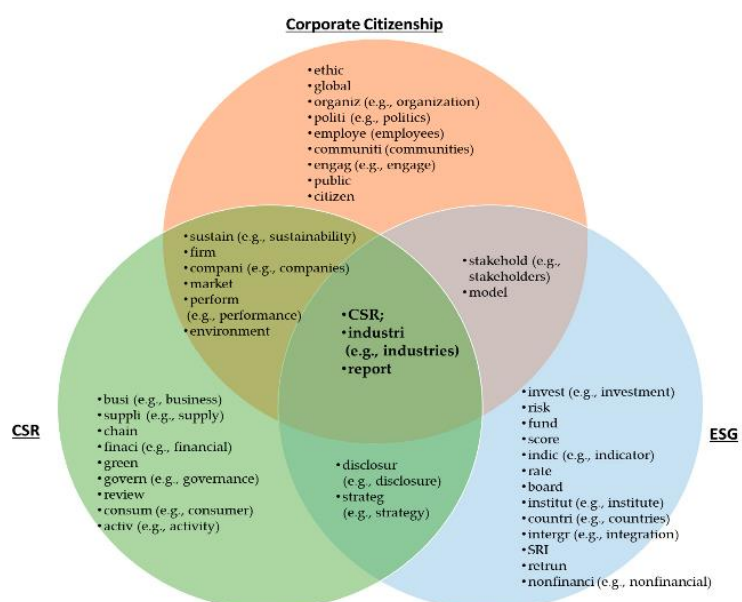 Corporate Citizenship
• ethic
• global
• organiz (e.g., organization)
• politi (e.g., politics)
• employe (employees)
• communiti (communities)
• engag (e.g., engage)
• public
• citizen
• sustain (e.g., sustainability)
• firm
• compani (e.g., companies)
• market
• perform
(e.g., performance)
• environment
• stakehold (e.g.,
stakeholders)
• model
• CSR;
• industri
(e.g., industries)
• report
CSR
• busi (e.g., business)
• suppli (e.g., supply)
• chain
• finaci (e.g., financial)
• green
• govern (e.g., governance)
• review
• consum (e.g., consumer)
• activ (e.g., activity)
• disclosur
(e.g., disclosure)
• strateg
(e.g., strategy)
ESG
• invest (e.g., investment)
• risk
• fund
• score
• indic (e.g., indicator)
• rate
• board
• institut (e.g., institute)
• countri (e.g., countries)
• intergr (e.g., integration)
• SRI
• retrun
• nonfinanci (e.g., nonfinancial)